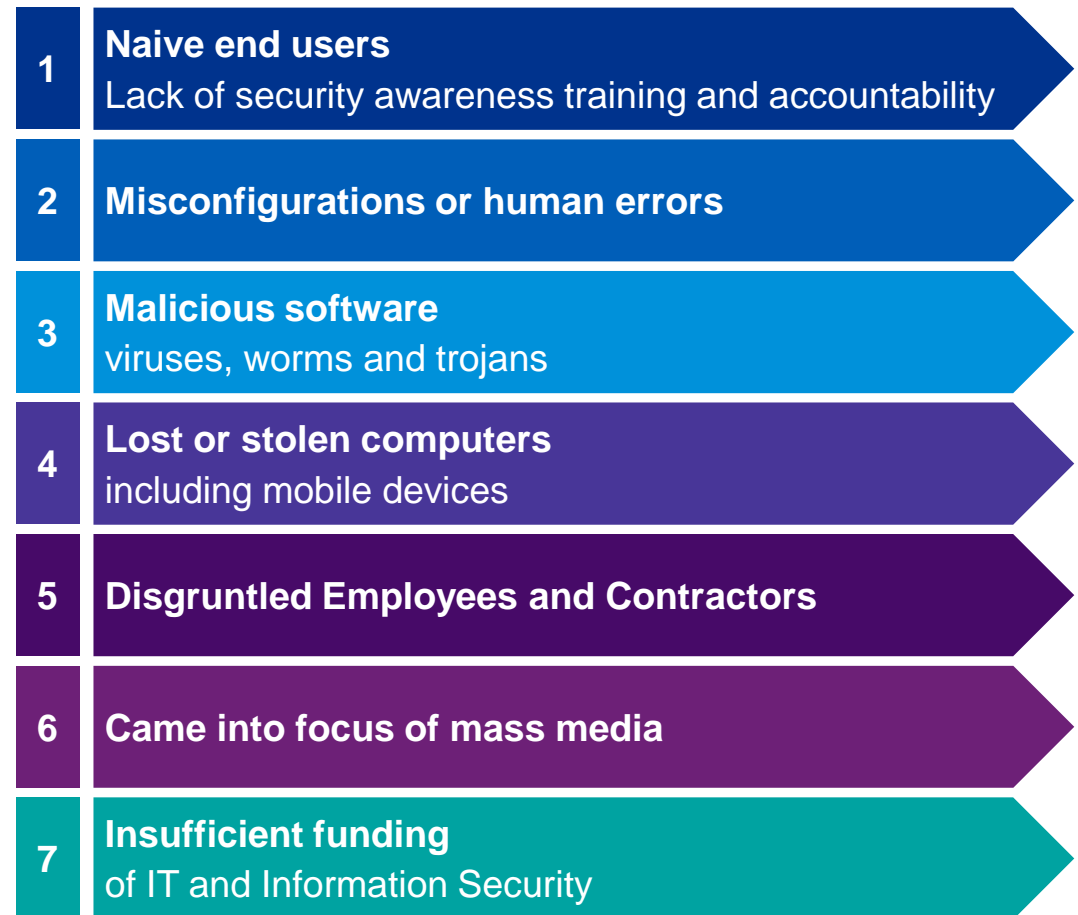 1
Naive end users
Lack of security awareness training and accountability
2
Misconfigurations or human errors
3
Malicious software
viruses, worms and trojans
4
Lost or stolen computers
including mobile devices
5
Disgruntled Employees and Contractors
6
Came into focus of mass media
7
Insufficient funding
of IT and Information Security